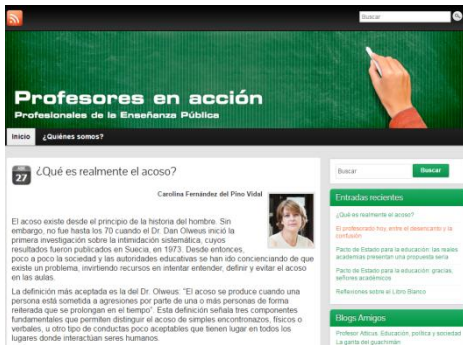 Buscar
Profesores en acción
Profesionales de la Enseñanza Pública
Inicio
¿Quiénes somos?
27
¿Qué es realmente el acoso?
Carolina Fernández del Pino Vidal
El acoso existe desde el principio de la historia del hombre. Sin
embargo, no fue hasta los 70 cuando el Dr. Dan Olweus inició la
primera investigación sobre la intimidación sistemática, cuyos
resultados fueron publicados en Suecia, en 1973. Desde entonces,
poco a poco la sociedad y las autoridades educativas se han ido concienciando de que
existe un problema, invirtiendo recursos en intentar entender, definir y evitar el acoso
en las aulas.
La definición más aceptada es la del Dr. Olweus: "El acoso se produce cuando una
persona está sometida a agresiones por parte de una o más personas de forma
reiterada que se prolongan en el tiempo". Esta definición señala tres componentes
fundamentales que permiten distinguir el acoso de simples encontronazos, físicos o
verbales, u otro tipo de conductas poco aceptables que tienen lugar en todos los
lugares donde interactúan seres humanos.
Buscar
Buscar
Entradas recientes
¿Qué es realmente el acoso?
El profesorado hoy, entre el desencanto y la
confusión
Pacto de Estado para la educación: las reales
academias presentan una propuesta seria
Pacto de Estado para la educación: gracias,
señores académicos
Reflexiones sobre el Libro Blanco
Blogs Amigos
Profesor Atticus. Educación, política y sociedad
La garita del guachimán